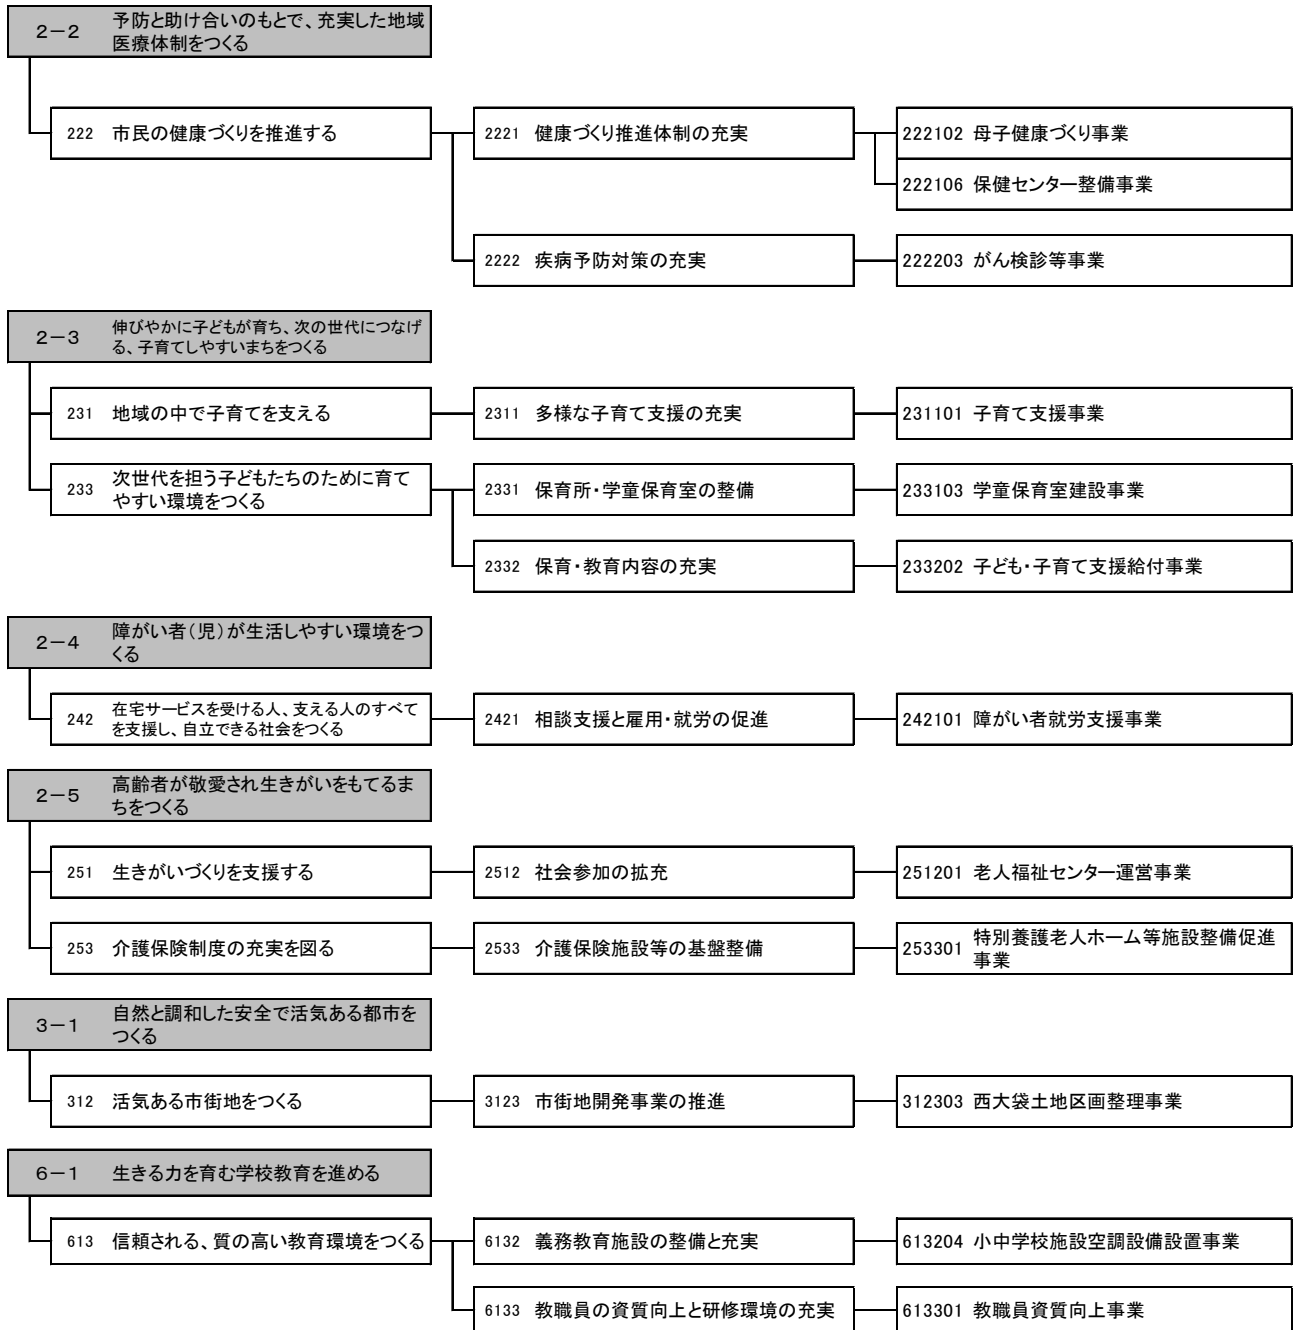 2－2 予防と助け合いのもとで、充実した地域
医療体制をつくる
222 市民の健康づくりを推進する
2221 健康づくり推進体制の充実
222102 母子健康づくり事業
222106 保健センター整備事業
2222 疾病予防対策の充実
222203 がん検診等事業
2－3 伸びやかに子どもが育ち、次の世代につなげ
る、子育てしやすいまちをつくる
231 地域の中で子育てを支える
2311 多様な子育て支援の充実
231101 子育て支援事業
233 次世代を担う子どもたちのために育て
やすい環境をつくる
2331 保育所・学童保育室の整備
233103 学童保育室建設事業
2332 保育・教育内容の充実
233202 子ども・子育て支援給付事業
2－4 障がい者（児）が生活しやすい環境をつ
くる
242 在宅サービスを受ける人、支える人のすべて
を支援し、自立できる社会をつくる
2421 相談支援と雇用・就労の促進
242101 障がい者就労支援事業
2－5 高齢者が敬愛され生きがいをもてるま
ちをつくる
251 生きがいづくりを支援する
2512 社会参加の拡充
251201 老人福祉センター運営事業
253 介護保険制度の充実を図る
2533 介護保険施設等の基盤整備
253301 特別養護老人ホーム等施設整備促進
事業
3－1 自然と調和した安全で活気ある都市を
つくる
312 活気ある市街地をつくる
3123 市街地開発事業の推進
312303 西大袋土地区画整理事業
6－1 生きる力を育む学校教育を進める
613 信頼される、質の高い教育環境をつくる
6132 義務教育施設の整備と充実
613204 小中学校施設空調設備設置事業
6133 教職員の資質向上と研修環境の充実
613301 教職員資質向上事業